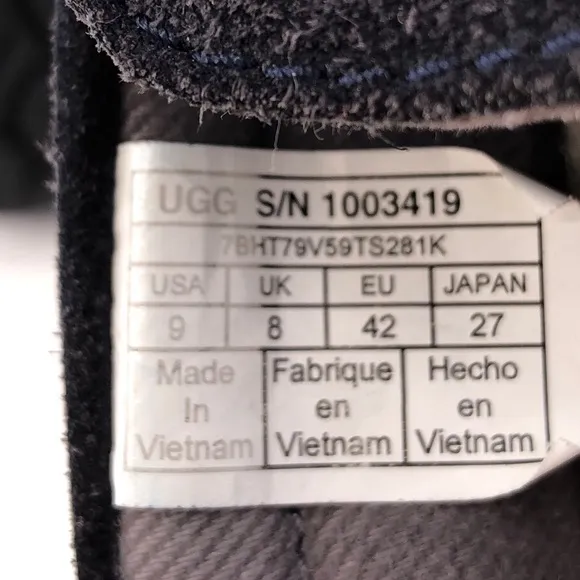 UGG S/N 1003419
7BHT79V59TS281K
USA UK EU JAPAN
9 8 42 27
Made Fabrique Hecho
In en en
Vietnam Vietnam Vietnam